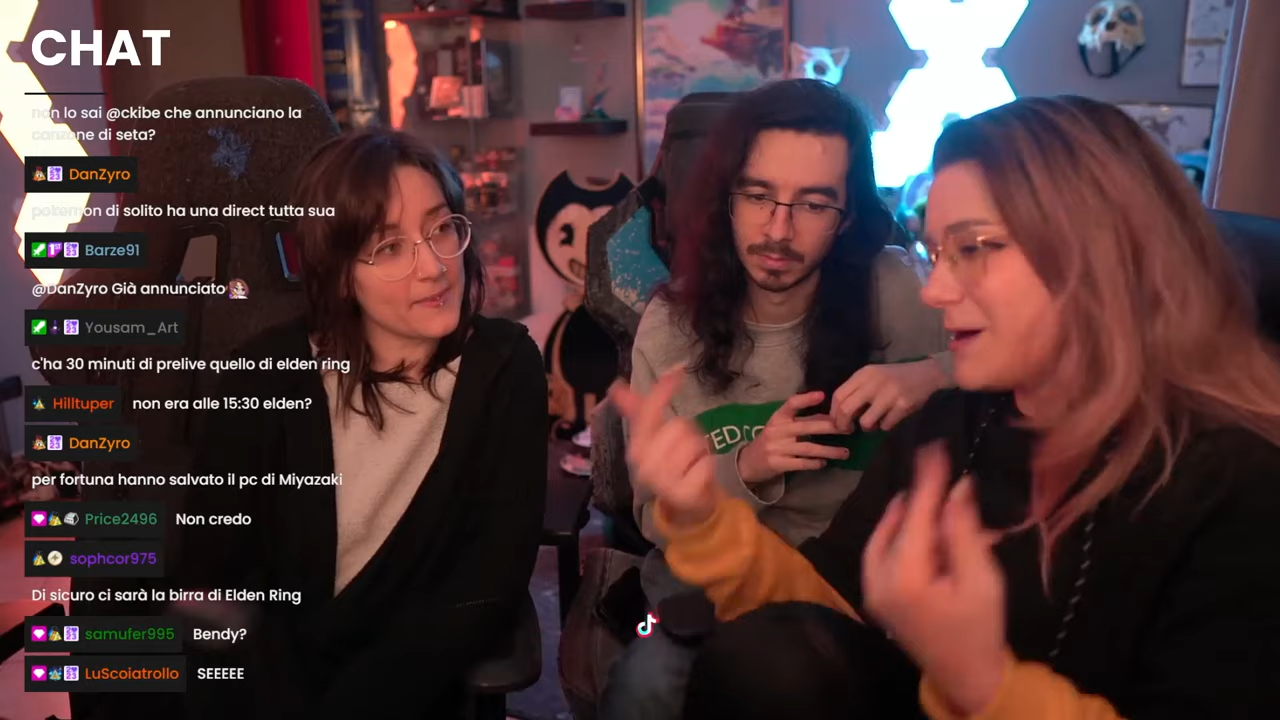 CHAT
non lo sai @ckibe che annunciano la
canzone di seta?
DanZyro
pokemon di solito ha una direct tutta sua
Barze91
@DanZyro Già annunciato
Yousam_Art
c'ha 30 minuti di prelive quello di elden ring
Hilltuper non era alle 15:30 elden?
DanZyro
per fortuna hanno salvato il pc di Miyazaki
Price2496 Non credo
sophcor975
Di sicuro ci sarà la birra di Elden Ring
samufer995 Bendy?
LuScoiatrollo SEEEEE